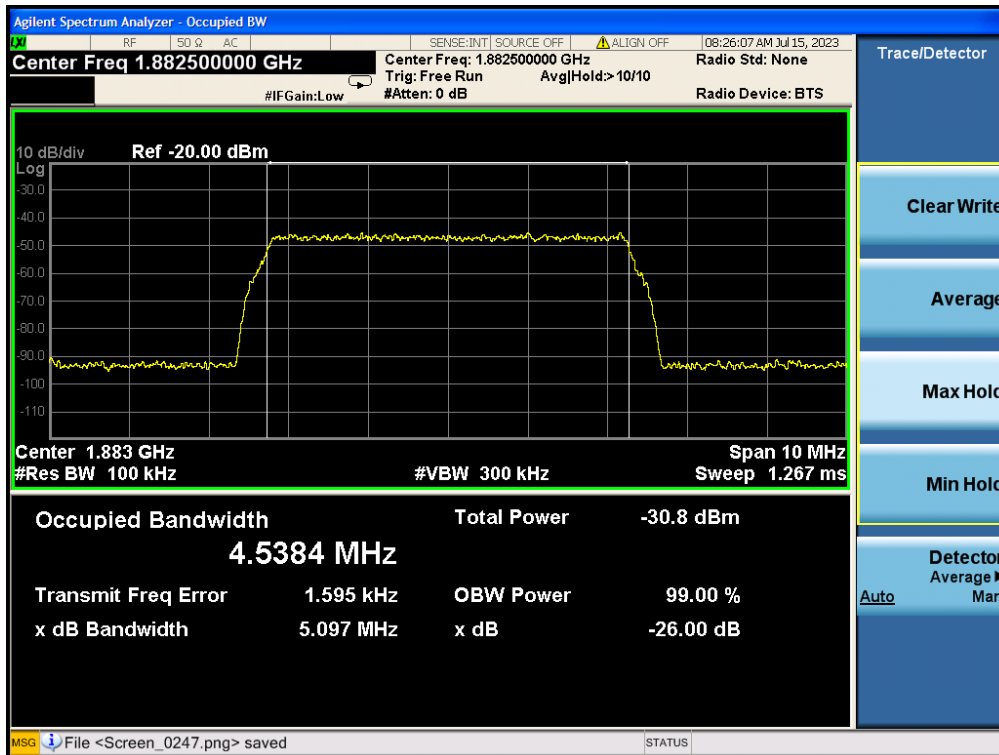 Agilent Spectrum Analyzer - Occupied BW
LXI RF 50 Ω AC SENSE:INT SOURCE OFF ALIGN OFF 08:26:07 AM Jul 15, 2023
Center Freq 1.882500000 GHz
Center Freq: 1.882500000 GHz
Radio Std: None
Trig: Free Run Avg|Hold:> 10/10
#IFGain:Low
#Atten: 0 dB
Radio Device: BTS
10 dB/div Ref -20.00 dBm
Log
-30.0
-40.0
-50.0
-60.0
-70.0
-80.0
-90.0
-100
-110
Center 1.883 GHz Span 10 MHz
#Res BW 100 kHz #VBW 300 kHz Sweep 1.267 ms
Occupied Bandwidth Total Power -30.8 dBm
4.5384 MHz
Transmit Freq Error 1.595 kHz OBW Power 99.00 %
x dB Bandwidth 5.097 MHz x dB -26.00 dB
MSG File <Screen_0247.png> saved STATUS
Trace/Detector
Clear Write
Average
Max Hold
Min Hold
Detector
Average
Auto Man